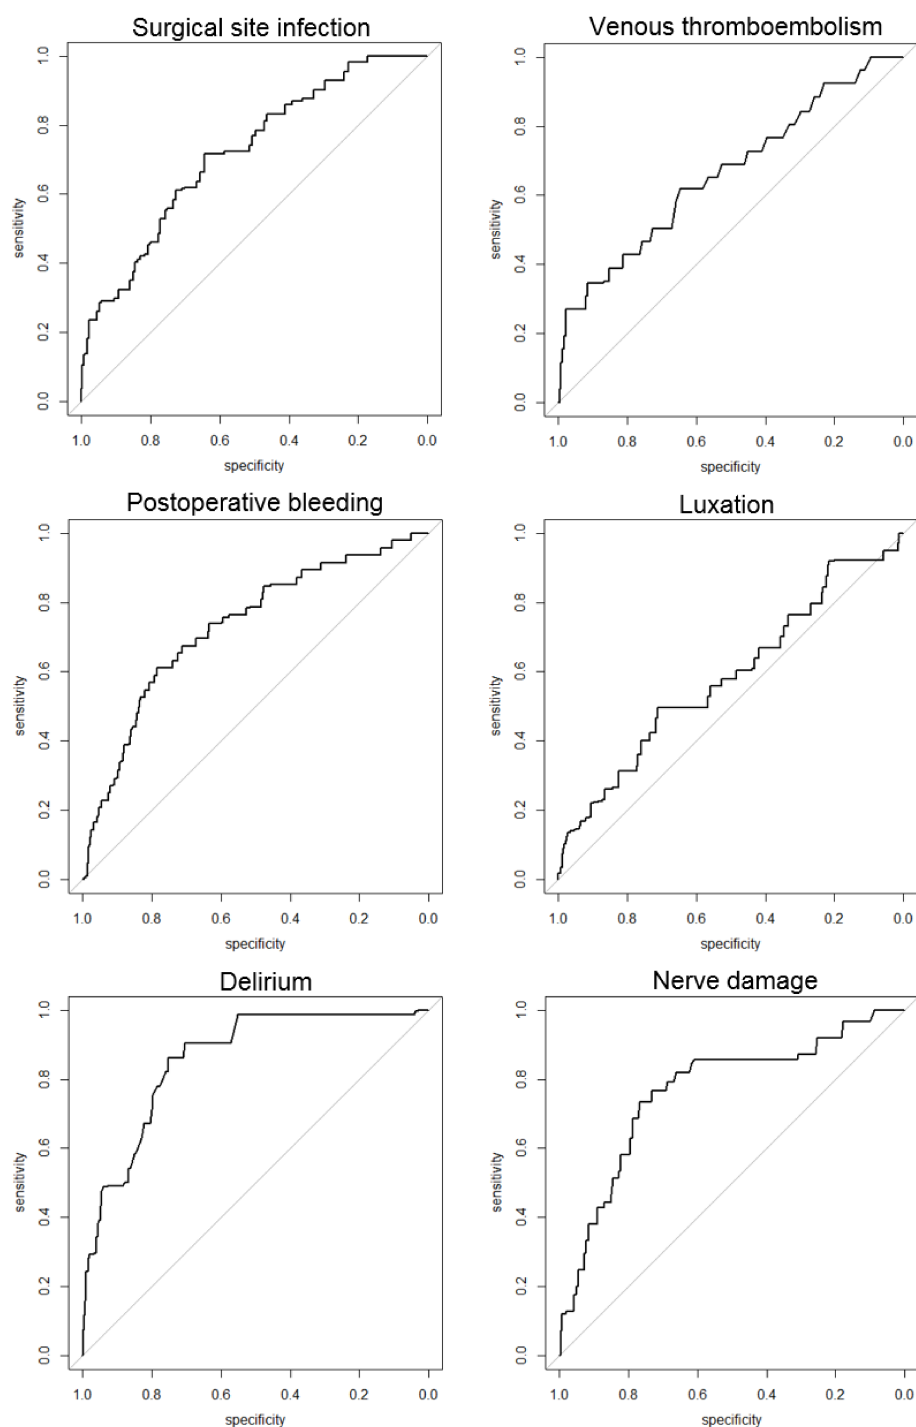 Surgical site infection
sensitivity
0.0 0.2 0.4 0.6 0.8 1.0
1.0 0.8 0.6 0.4 0.2 0.0
specificity
Venous thromboembolism
sensitivity
0.0 0.2 0.4 0.6 0.8 1.0
1.0 0.8 0.6 0.4 0.2 0.0
specificity
Postoperative bleeding
sensitivity
0.0 0.2 0.4 0.6 0.8 1.0
1.0 0.8 0.6 0.4 0.2 0.0
specificity
Luxation
sensitivity
0.0 0.2 0.4 0.6 0.8 1.0
1.0 0.8 0.6 0.4 0.2 0.0
specificity
Delirium
sensitivity
0.0 0.2 0.4 0.6 0.8 1.0
1.0 0.8 0.6 0.4 0.2 0.0
specificity
Nerve damage
sensitivity
0.0 0.2 0.4 0.6 0.8 1.0
1.0 0.8 0.6 0.4 0.2 0.0
specificity